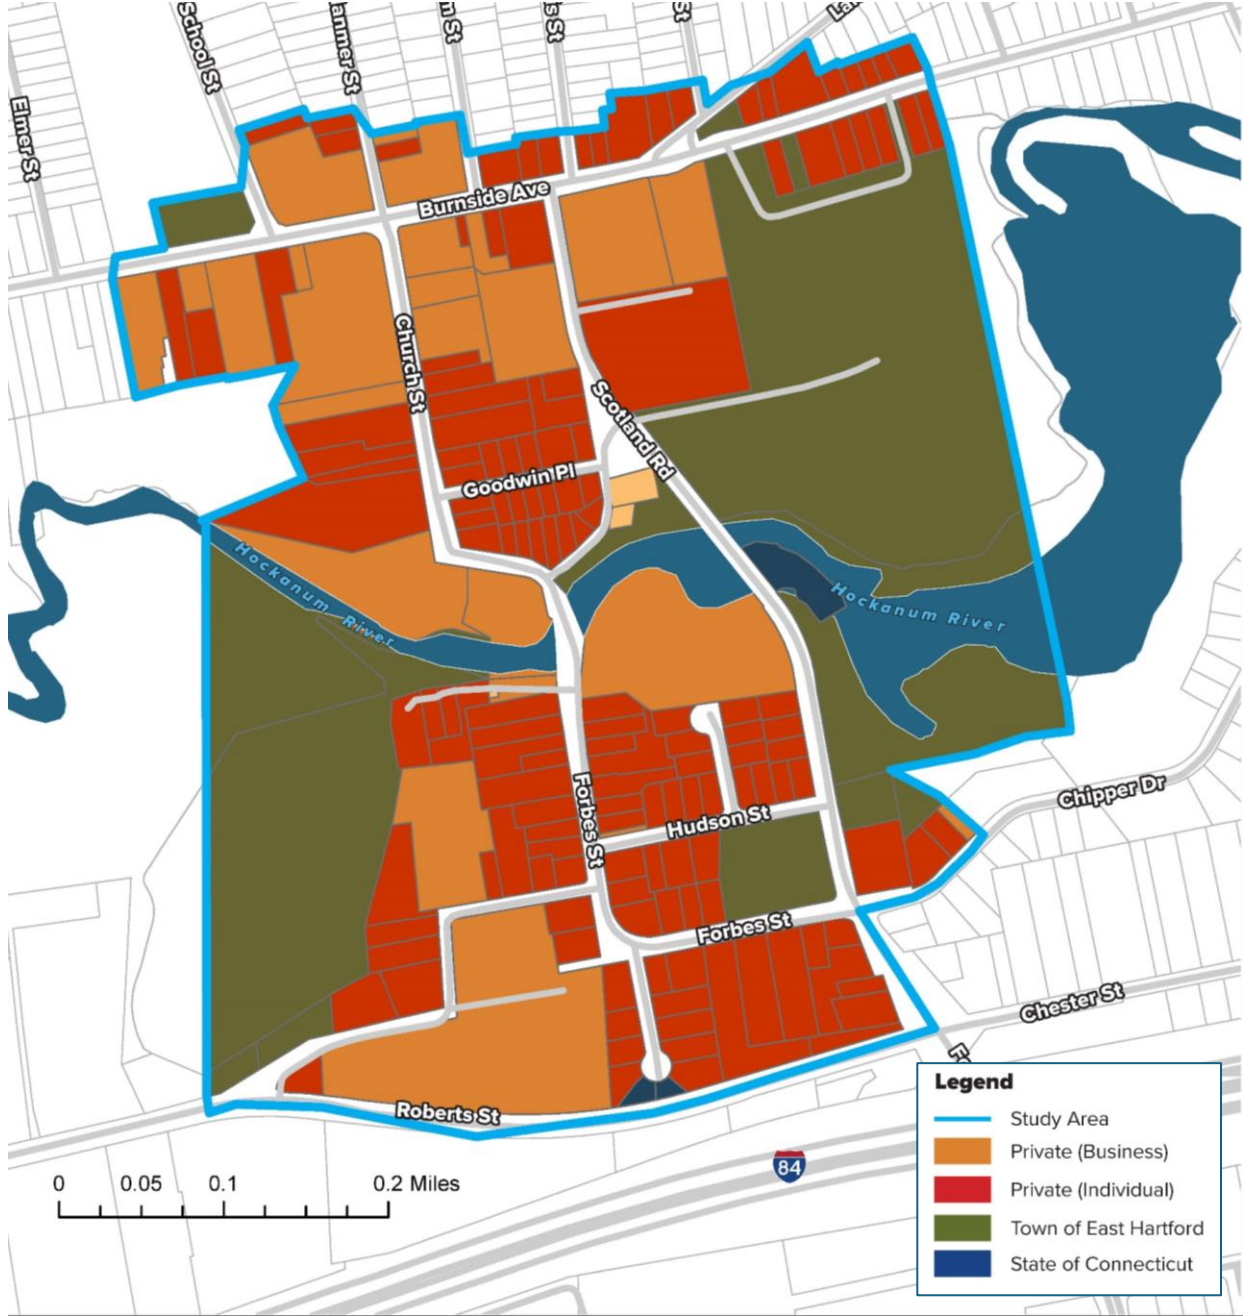 School St
Elmer St
Burnside Ave
Church St
Scotland Rd
Goodwin Pl
Hockanum River
Hockanum River
Forbes St
Hudson St
Chipper Dr
Forbes St
Chester St
Roberts St
84
0 0.05 0.1 0.2 Miles
Legend
Study Area
Private (Business)
Private (Individual)
Town of East Hartford
State of Connecticut